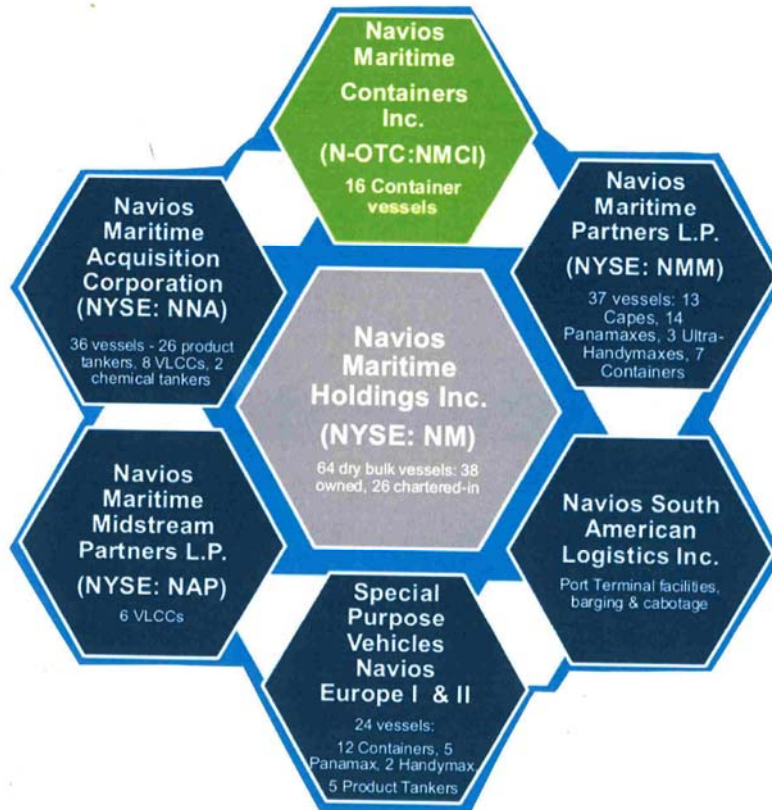 Navios
Maritime
Containers
Inc.
(N-OTC:NMCI)
16 Container
vessels
Navios
Maritime
Acquisition
Corporation
(NYSE: NNA)
36 vessels - 26 product
tankers, 8 VLCCs, 2
chemical tankers
Navios
Maritime
Partners L.P.
(NYSE: NMM)
37 vessels: 13
Capes, 14
Panamaxes, 3 Ultra-
Handymaxes, 7
Containers
Navios
Maritime
Holdings Inc.
(NYSE: NM)
64 dry bulk vessels: 38
owned, 26 chartered-in
Navios
Maritime
Midstream
Partners L.P.
(NYSE: NAP)
6 VLCCs
Navios South
American
Logistics Inc.
Port Terminal facilities,
barging & cabotage
Special
Purpose
Vehicles
Navios
Europe I & II
24 vessels:
12 Containers, 5
Panamax, 2 Handymax,
5 Product Tankers